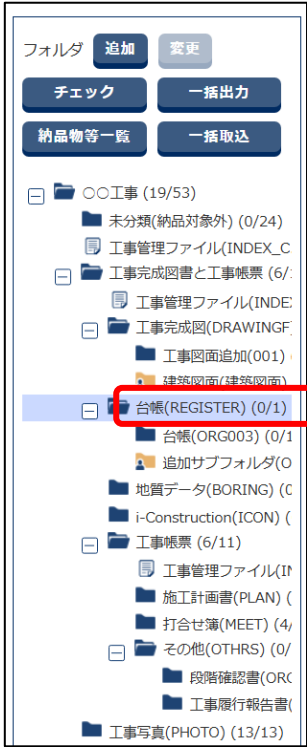 フォルダ 追加 変更
チェック 一括出力
納品物等一覧 一括取込
○○工事 (19/53)
未分類(納品対象外) (0/24)
工事管理ファイル(INDEX_C
工事完成図書と工事帳票 (6/
工事管理ファイル(INDE
工事完成図(DRAWINGF
工事図面追加(001)
建築図面(建築図面)
台帳(REGISTER) (0/1)
台帳(ORG003) (0/1
追加サブフォルダ(O
地質データ(BORING) (0
i-Construction(ICON) (
工事帳票 (6/11)
工事管理ファイル(IN
施工計画書(PLAN) (
打合せ簿(MEET) (4/
その他(OTHRS) (0/
段階確認書(ORG
工事履行報告書(
工事写真(PHOTO) (13/13)